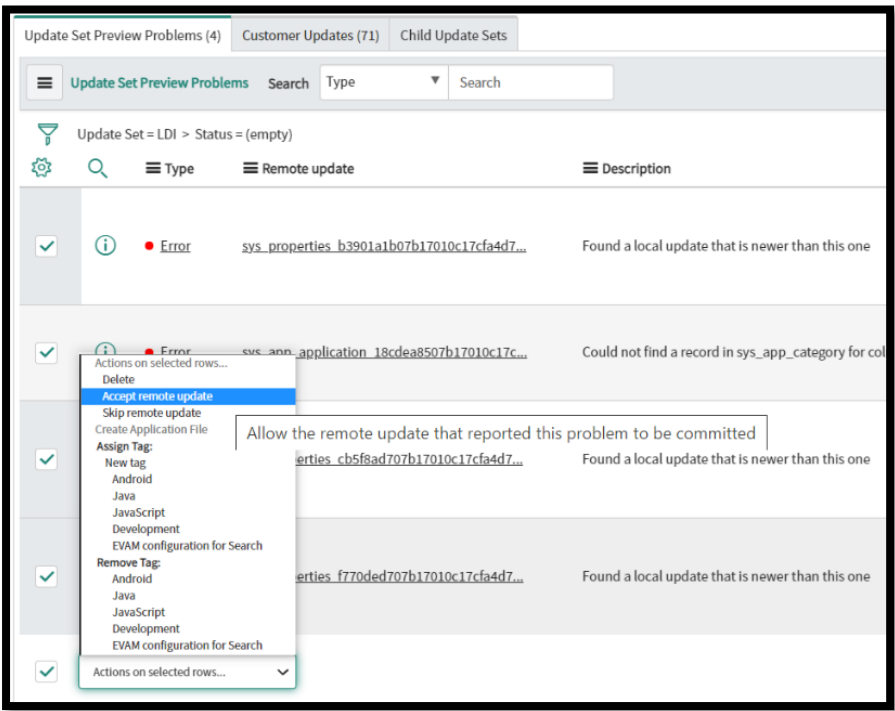 Update Set Preview Problems (4) Customer Updates (71) Child Update Sets
Update Set Preview Problems Search Type Search
Update Set = LDI > Status = (empty)
Type Remote update Description
Error sys_properties_b3901a1b07b17010c17cfa4d7... Found a local update that is newer than this one
Error sys_app_application_18cdea8507b17010c17c... Could not find a record in sys_app_category for col
Actions on selected rows...
Delete
Accept remote update
Skip remote update
Create Application File
Allow the remote update that reported this problem to be committed
Assign Tag:
New tag
erties_cb5f8ad707b17010c17cfa4d7... Found a local update that is newer than this one
Android
Java
JavaScript
Development
EVAM configuration for Search
Remove Tag:
Android
erties_f770ded707b17010c17cfa4d7... Found a local update that is newer than this one
Java
JavaScript
Development
EVAM configuration for Search
Actions on selected rows...